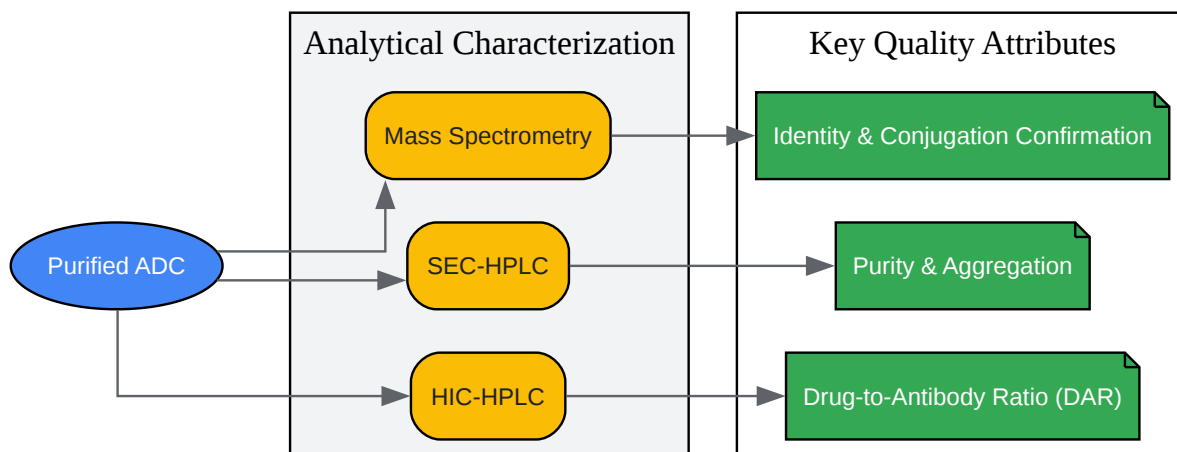 Analytical Characterization
Key Quality Attributes
Mass Spectrometry
Identity & Conjugation Confirmation
Purified ADC
SEC-HPLC
Purity & Aggregation
HIC-HPLC
Drug-to-Antibody Ratio (DAR)